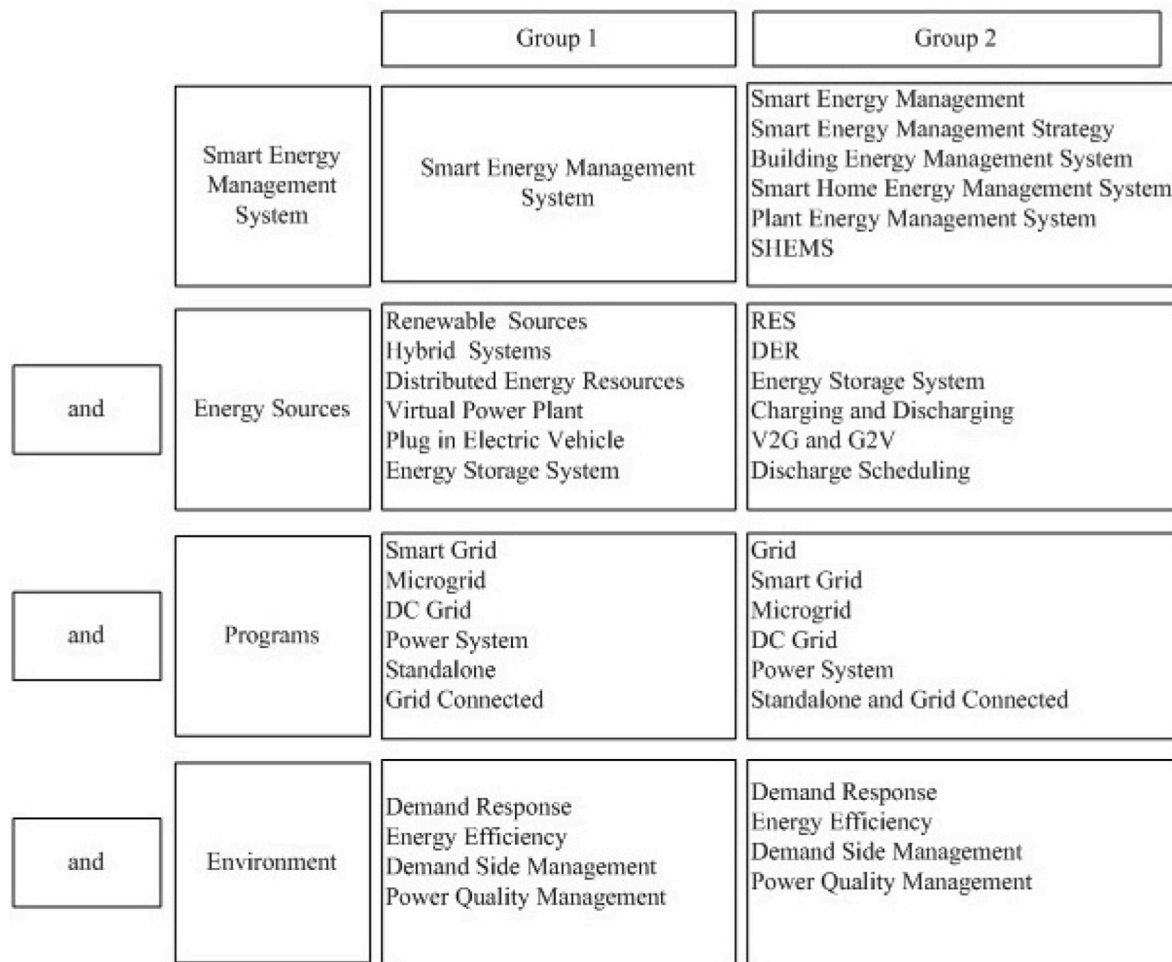 Group 1
Group 2
Smart Energy
Management
System
Smart Energy Management
System
Smart Energy Management
Smart Energy Management Strategy
Building Energy Management System
Smart Home Energy Management System
Plant Energy Management System
SHEMS
and
Energy Sources
Renewable Sources
Hybrid Systems
Distributed Energy Resources
Virtual Power Plant
Plug in Electric Vehicle
Energy Storage System
RES
DER
Energy Storage System
Charging and Discharging
V2G and G2V
Discharge Scheduling
and
Programs
Smart Grid
Microgrid
DC Grid
Power System
Standalone
Grid Connected
Grid
Smart Grid
Microgrid
DC Grid
Power System
Standalone and Grid Connected
and
Environment
Demand Response
Energy Efficiency
Demand Side Management
Power Quality Management
Demand Response
Energy Efficiency
Demand Side Management
Power Quality Management